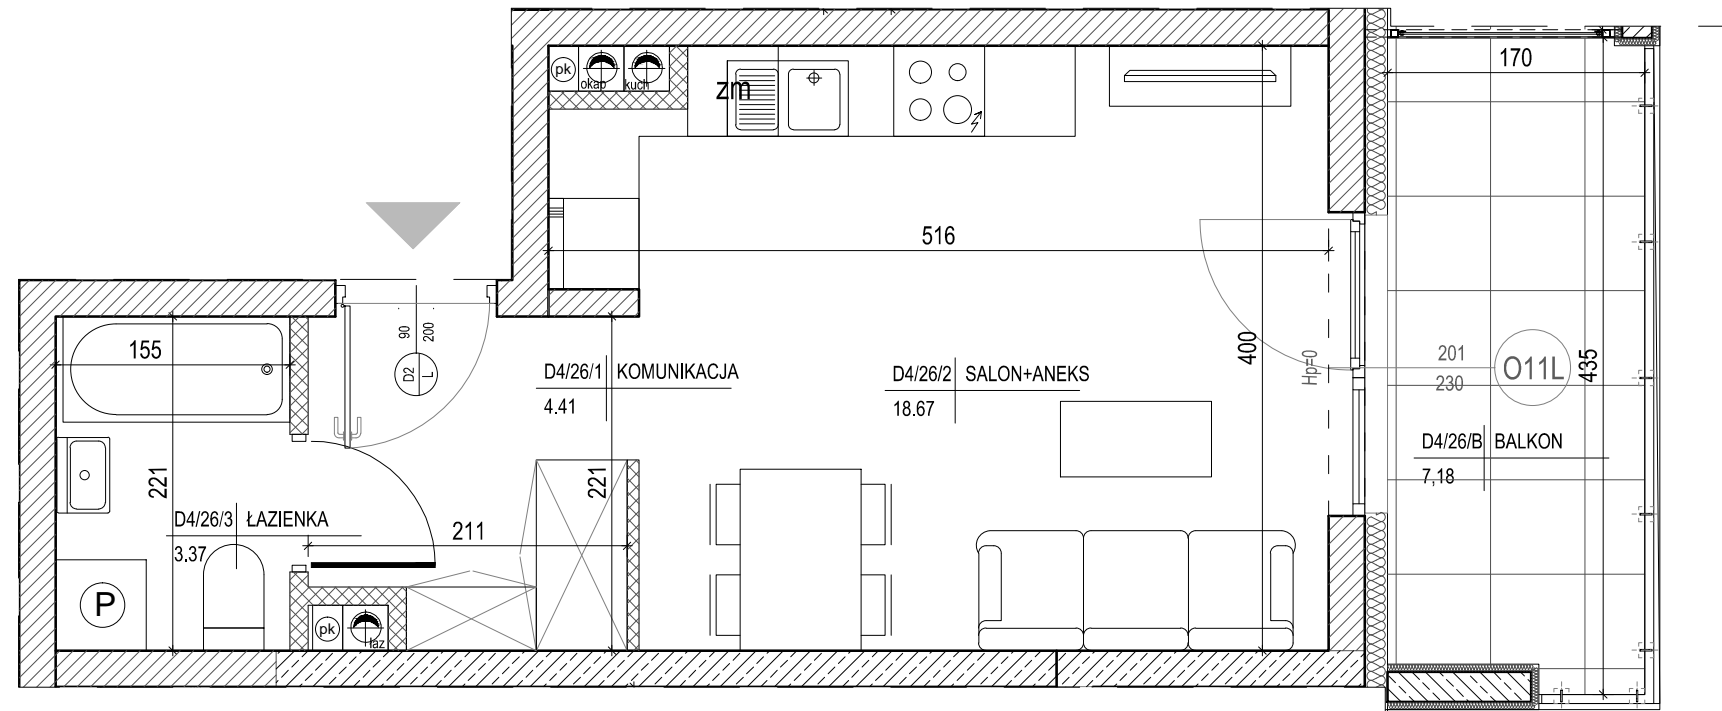 pk
okap
kuch
zm
170
516
155
90
200
D2
L
D4/26/1 KOMUNIKACJA
4.41
D4/26/2 SALON+ANEKS
18.67
400
Hp=0
201
230
O11L
435
D4/26/B BALKON
7,18
221
221
D4/26/3 ŁAZIENKA
3.37
211
P
pk
łaz